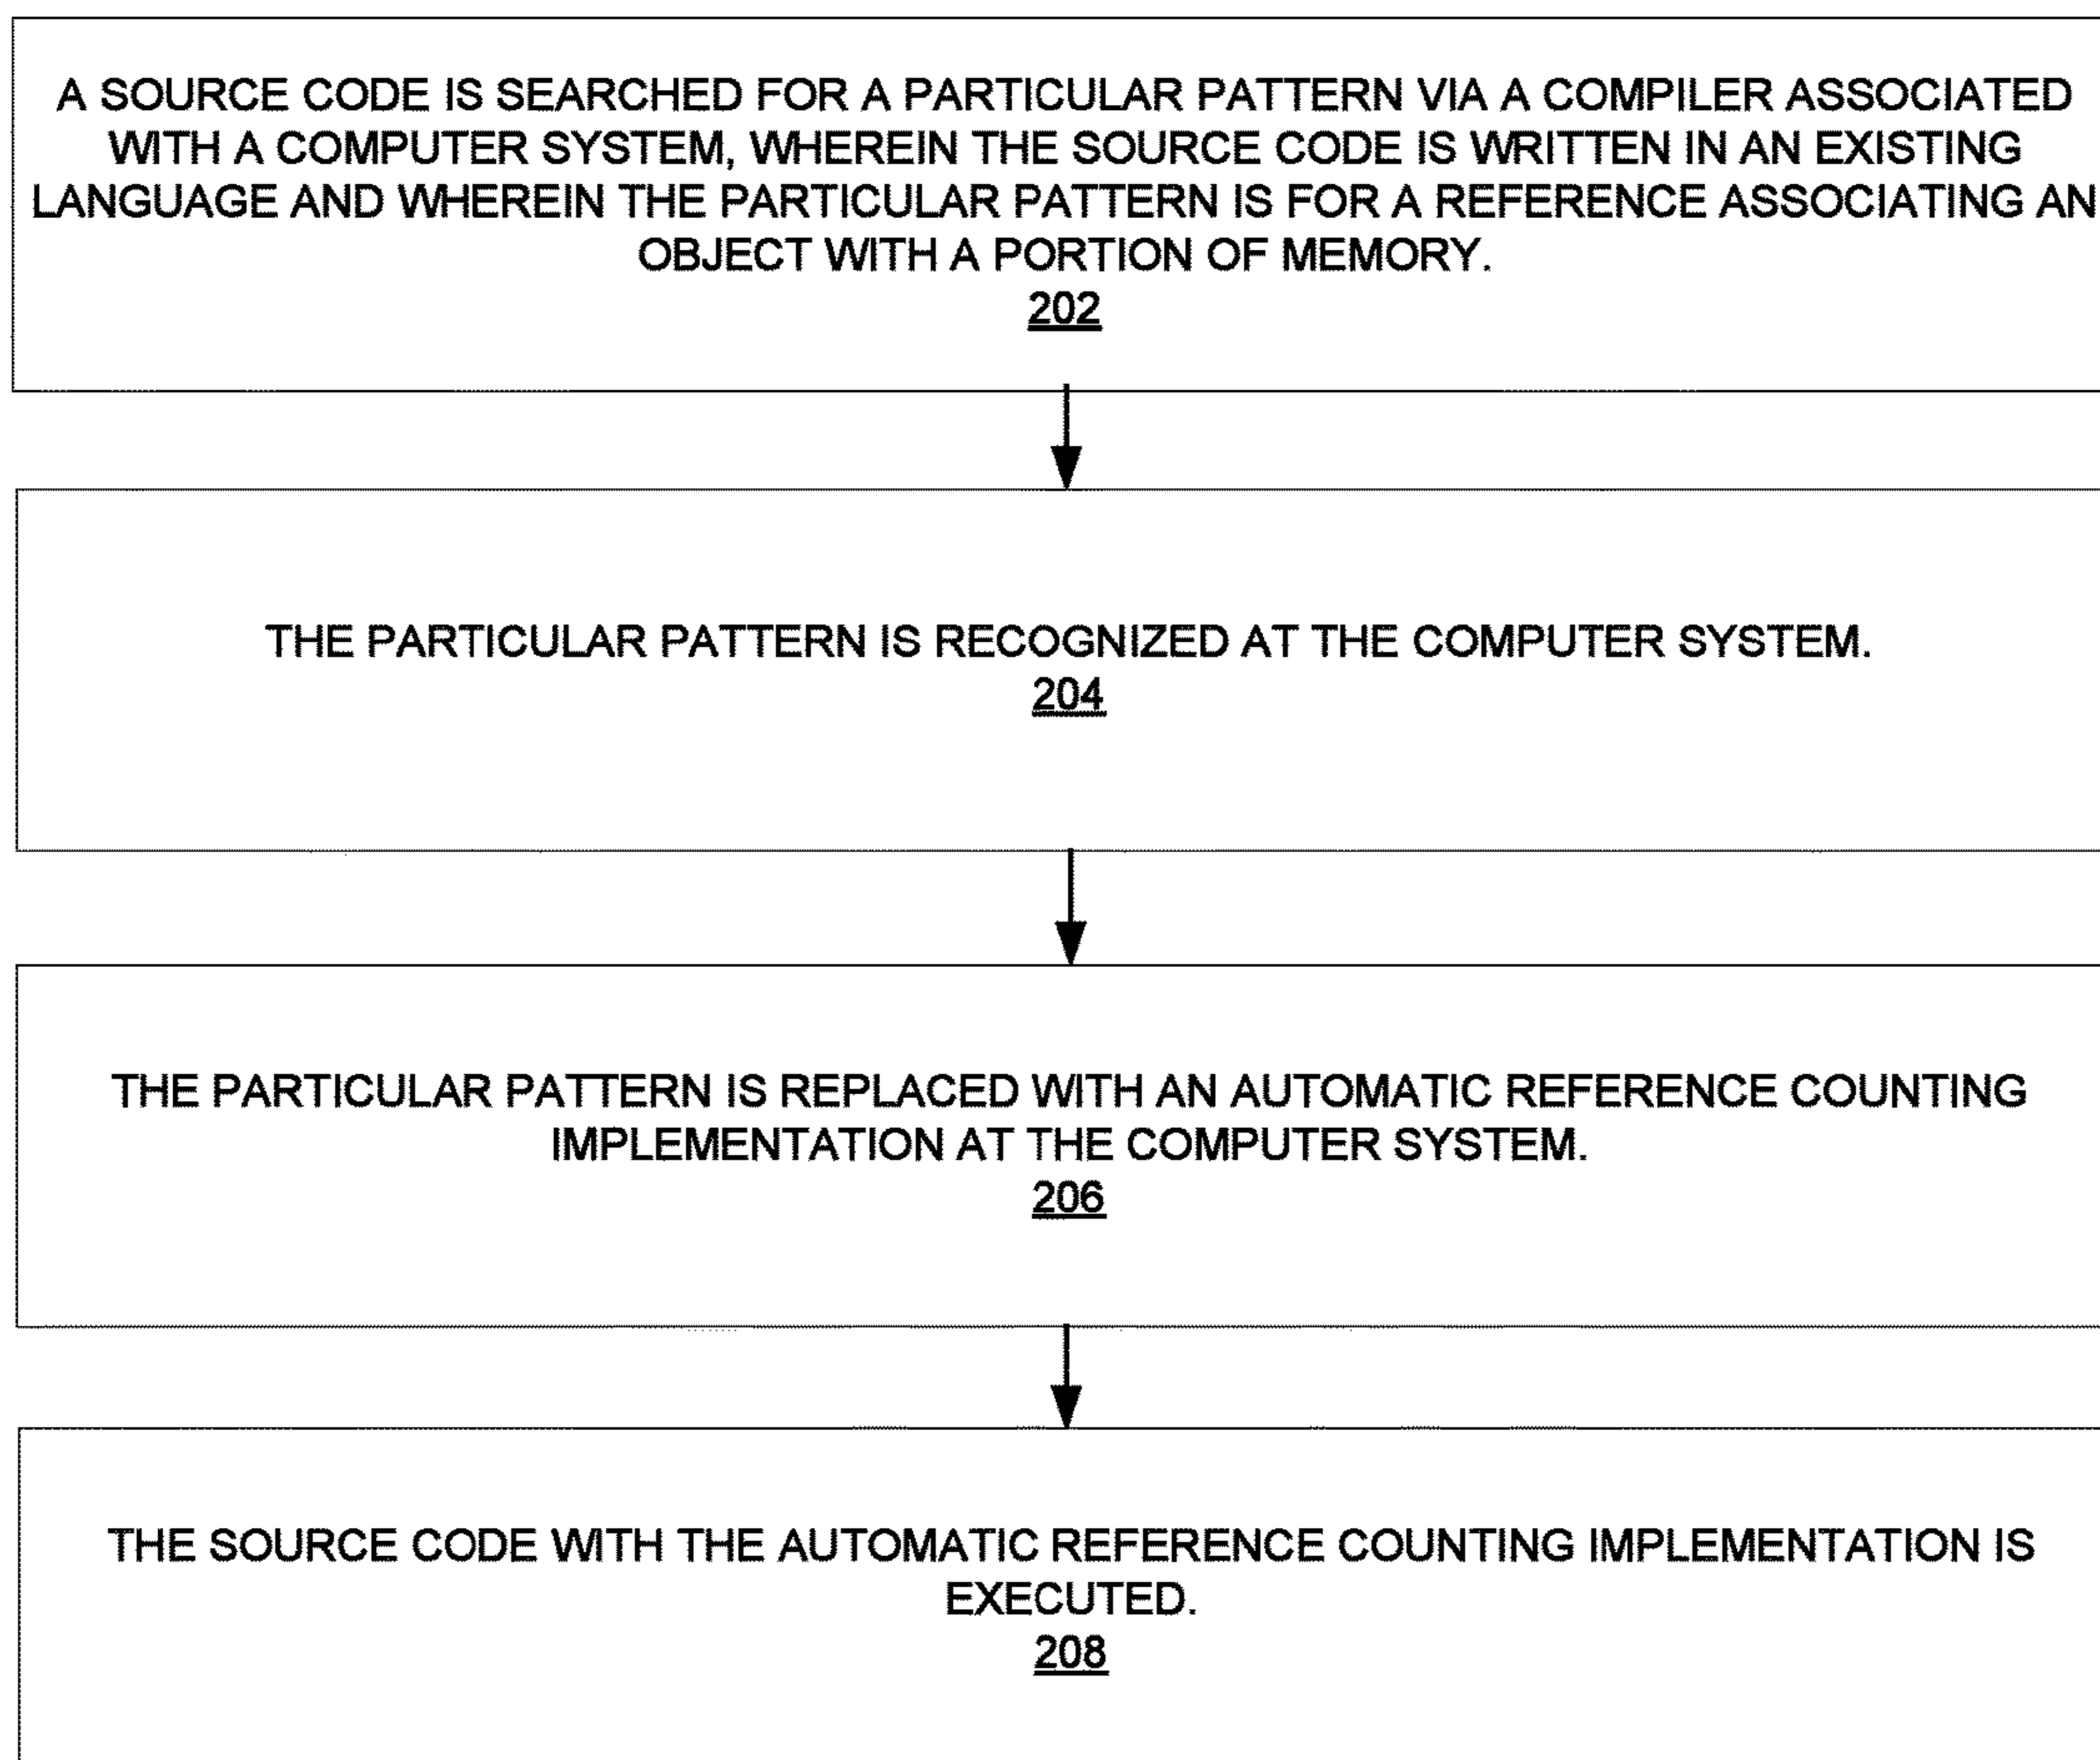 A SOURCE CODE IS SEARCHED FOR A PARTICULAR PATTERN VIA A COMPILER ASSOCIATED
WITH A COMPUTER SYSTEM, WHEREIN THE SOURCE CODE IS WRITTEN IN AN EXISTING
LANGUAGE AND WHEREIN THE PARTICULAR PATTERN IS FOR A REFERENCE ASSOCIATING AN
OBJECT WITH A PORTION OF MEMORY.
202
THE PARTICULAR PATTERN IS RECOGNIZED AT THE COMPUTER SYSTEM.
204
THE PARTICULAR PATTERN IS REPLACED WITH AN AUTOMATIC REFERENCE COUNTING
IMPLEMENTATION AT THE COMPUTER SYSTEM.
206
THE SOURCE CODE WITH THE AUTOMATIC REFERENCE COUNTING IMPLEMENTATION IS
EXECUTED.
208